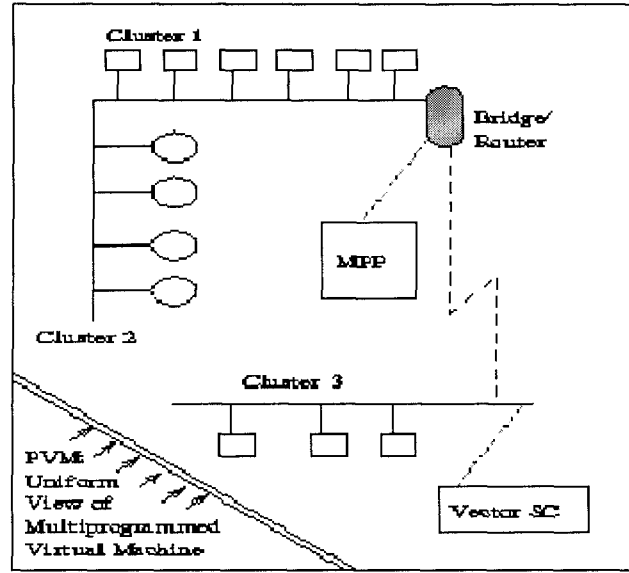 Cluster 1
Bridge/
Router
MPP
Cluster 2
Cluster 3
PVM:
Uniform
View of
Multiprogrammed
Virtual Machine
Vector SC